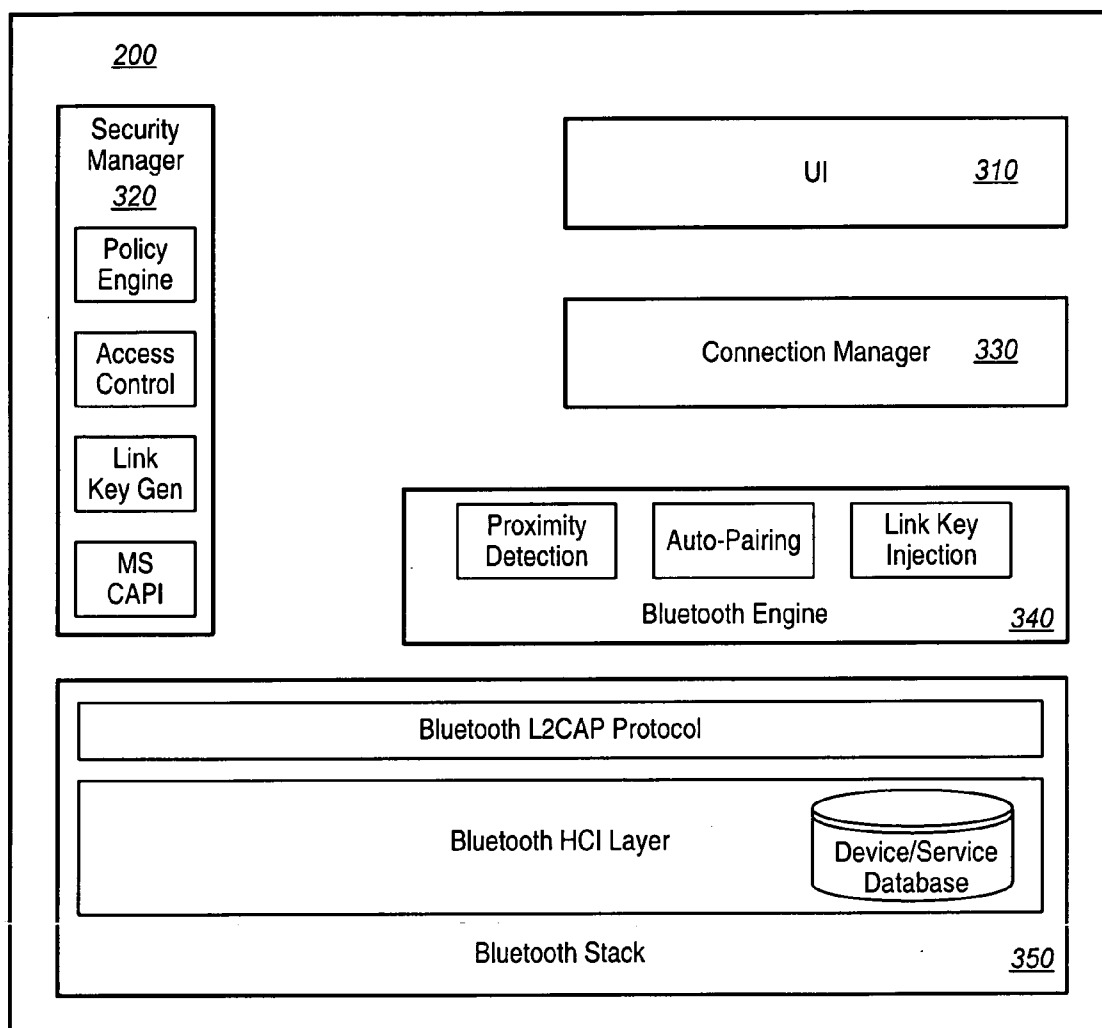 200
Security
Manager
320
Policy
Engine
Access
Control
Link
Key Gen
MS
CAPI
UI 310
Connection Manager 330
Proximity
Detection
Auto-Pairing
Link Key
Injection
Bluetooth Engine 340
Bluetooth L2CAP Protocol
Bluetooth HCI Layer
Device/Service
Database
Bluetooth Stack 350